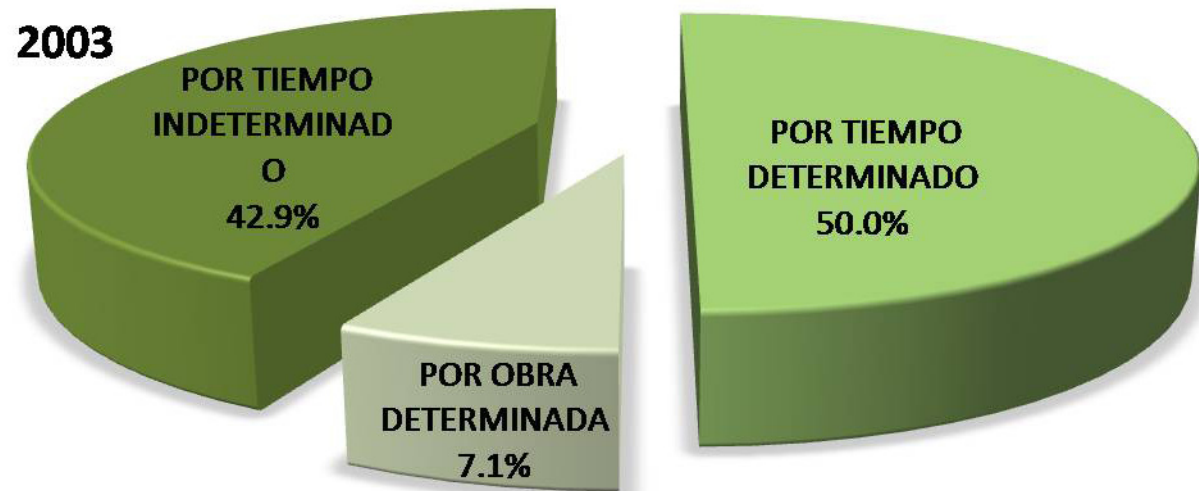 2003
POR TIEMPO
INDETERMINAD
O
42.9%
POR TIEMPO
DETERMINADO
50.0%
POR OBRA
DETERMINADA
7.1%